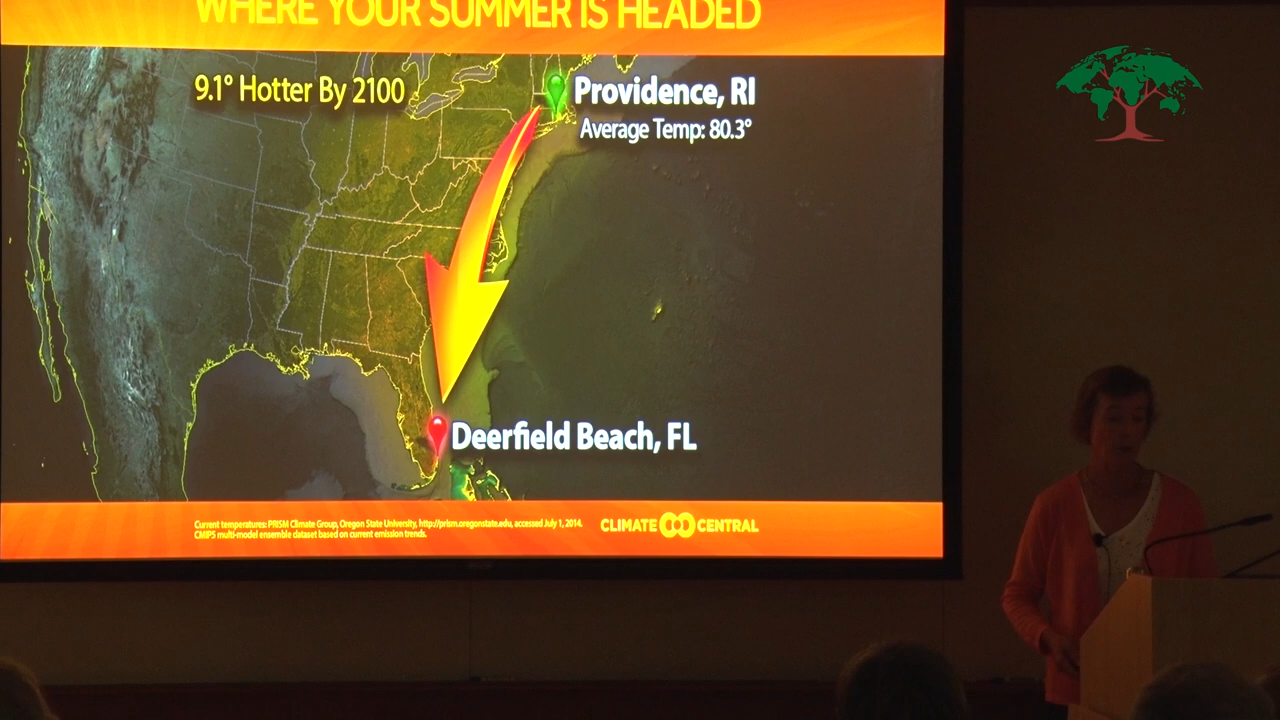 WHERE YOUR SUMMER IS HEADED
9.1° Hotter By 2100
Providence, RI
Average Temp: 80.3°
Deerfield Beach, FL
Current temperatures: PRISM Climate Group, Oregon State University, http://prism.oregonstate.edu, accessed July 1, 2014.
CMIP5 multi-model ensemble dataset based on current emission trends.
CLIMATE CENTRAL